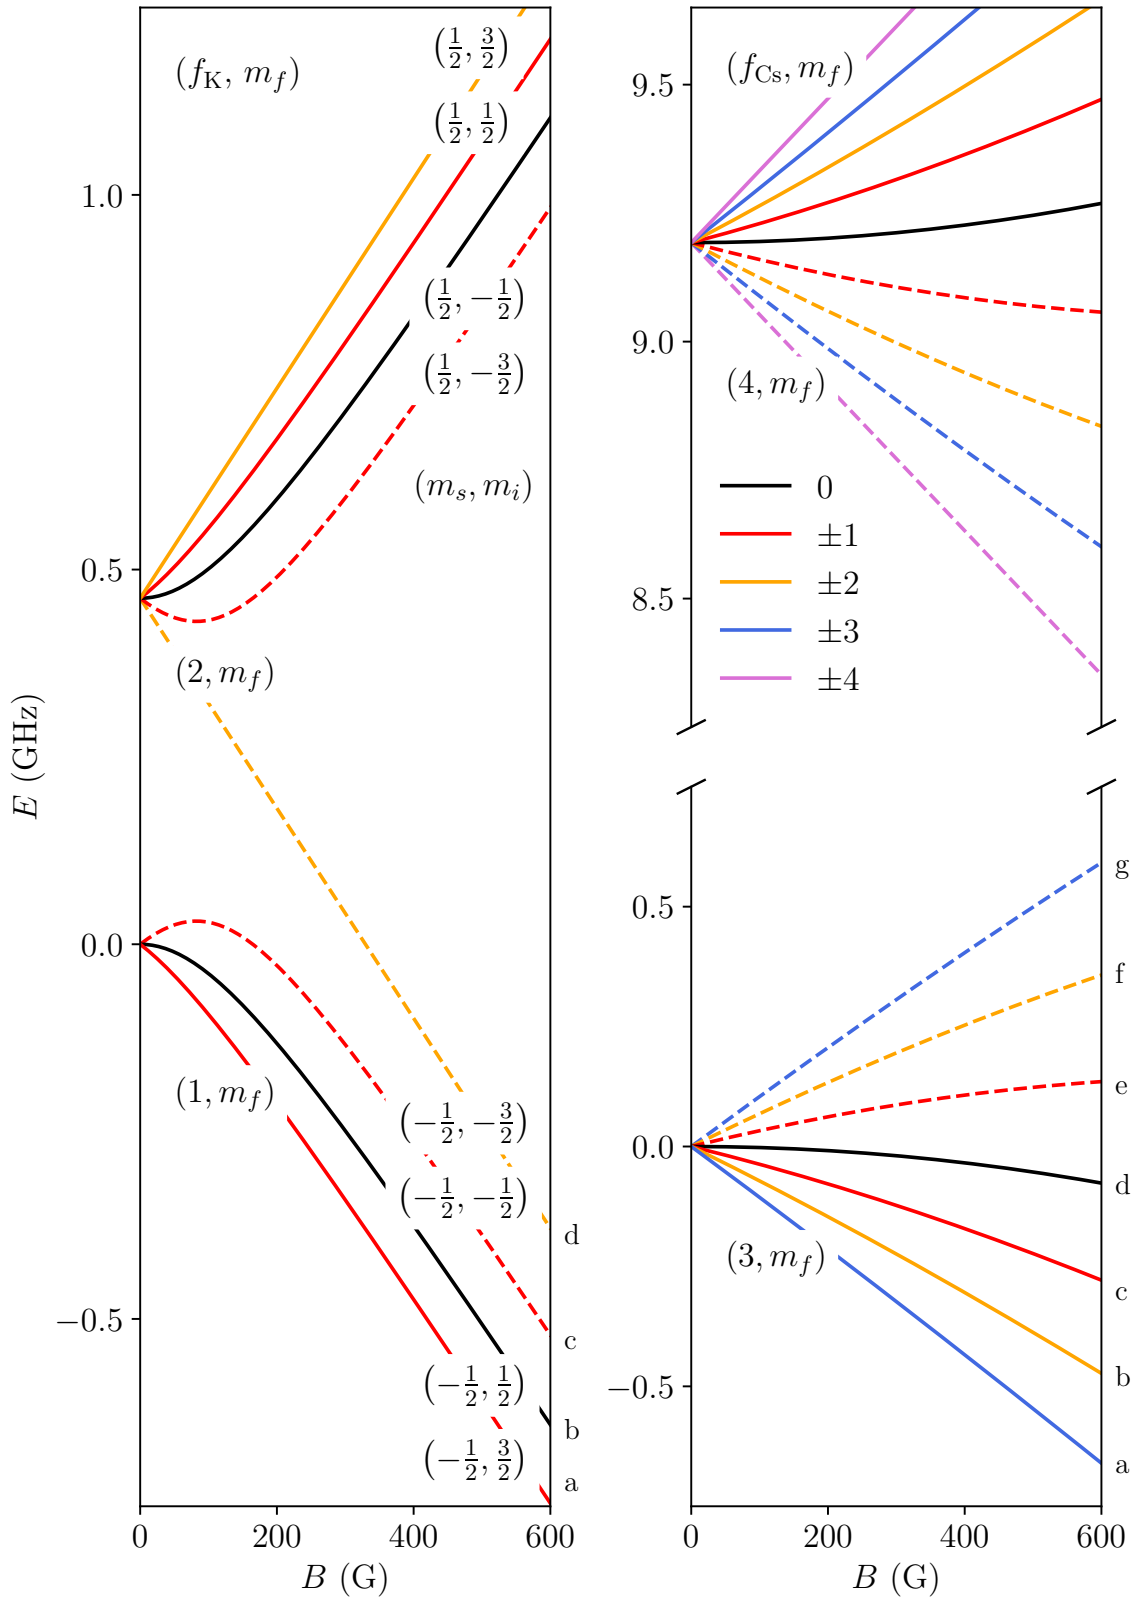 E (GHz)
1.0
0.5
0.0
−0.5
(f_K, m_f)
(1/2, 3/2)
(1/2, 1/2)
(1/2, −1/2)
(1/2, −3/2)
(m_s, m_i)
(2, m_f)
(1, m_f)
(−1/2, −3/2)
(−1/2, −1/2)
(−1/2, 1/2)
(−1/2, 3/2)
d
c
b
a
0 200 400 600
B (G)
9.5
9.0
8.5
(f_Cs, m_f)
(4, m_f)
0
±1
±2
±3
±4
0.5
0.0
−0.5
(3, m_f)
g
f
e
d
c
b
a
0 200 400 600
B (G)